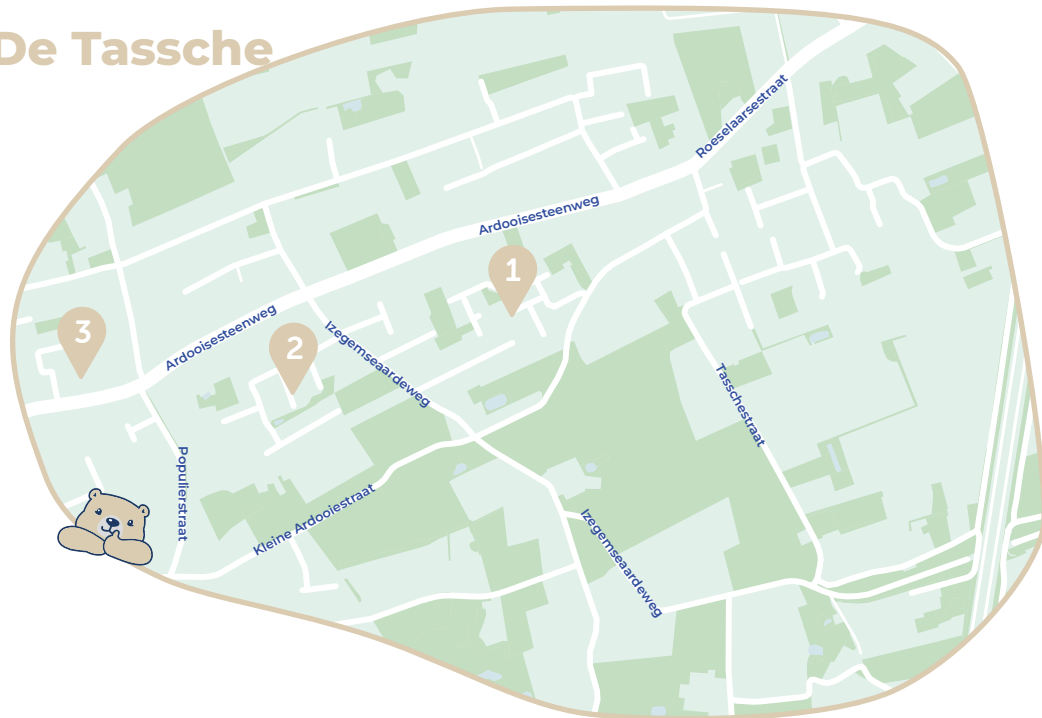 De Tassche
Roeselaarsestraat
Ardooisesteenweg
1
Ardooisesteenweg
3
2
Izegemseaardeweg
Tasschestraat
Populierstraat
Kleine Ardooiestraat
Izegemseaardeweg